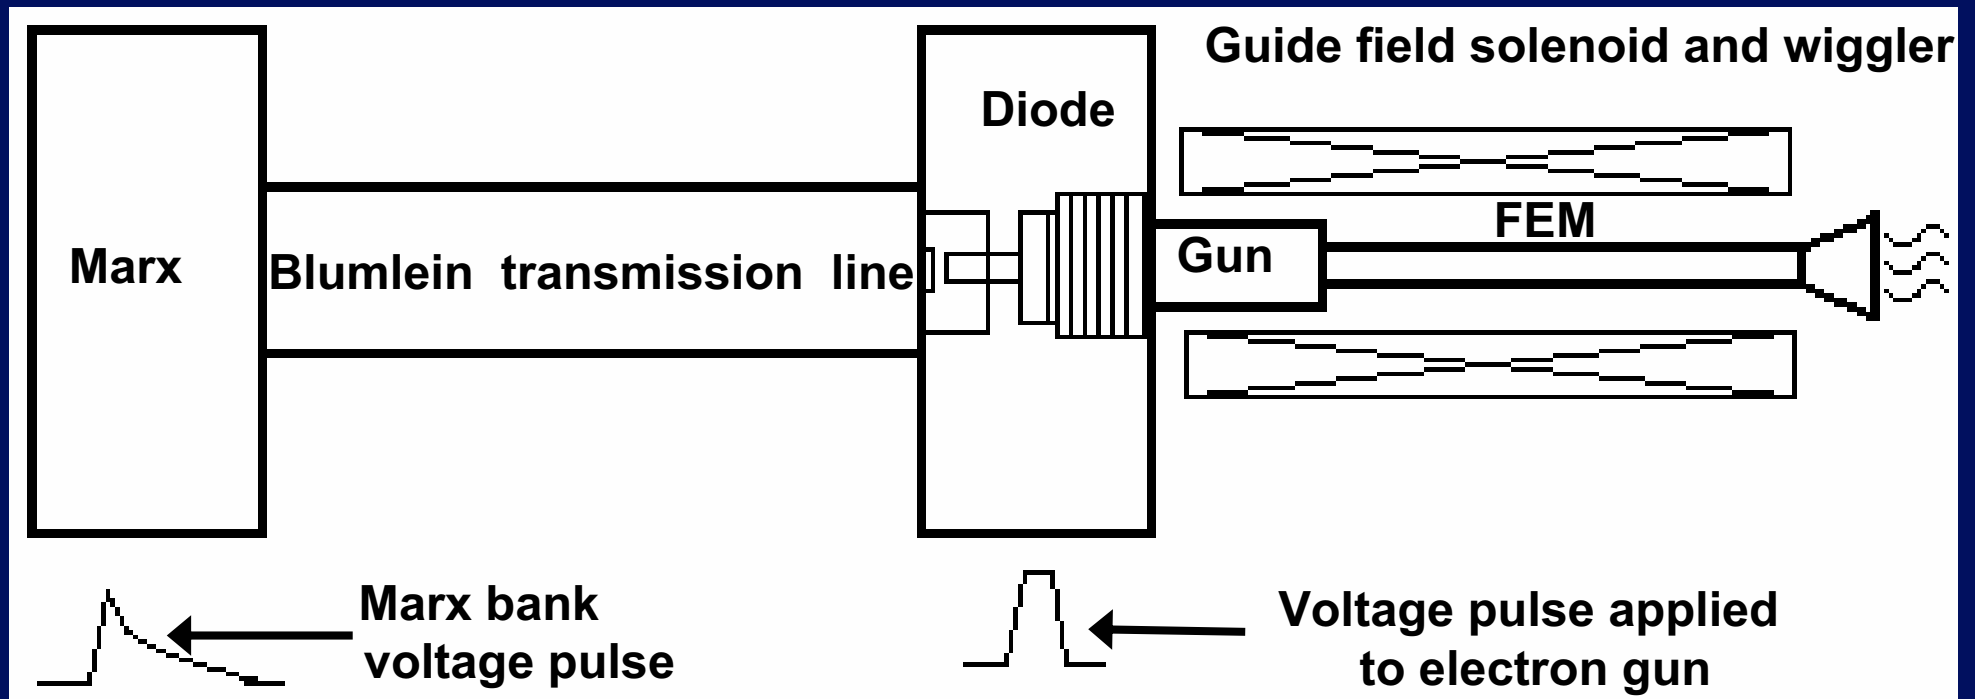 Guide field solenoid and wiggler
Diode
FEM
Marx
Blumlein transmission line
Gun
Marx bank
voltage pulse
Voltage pulse applied
to electron gun